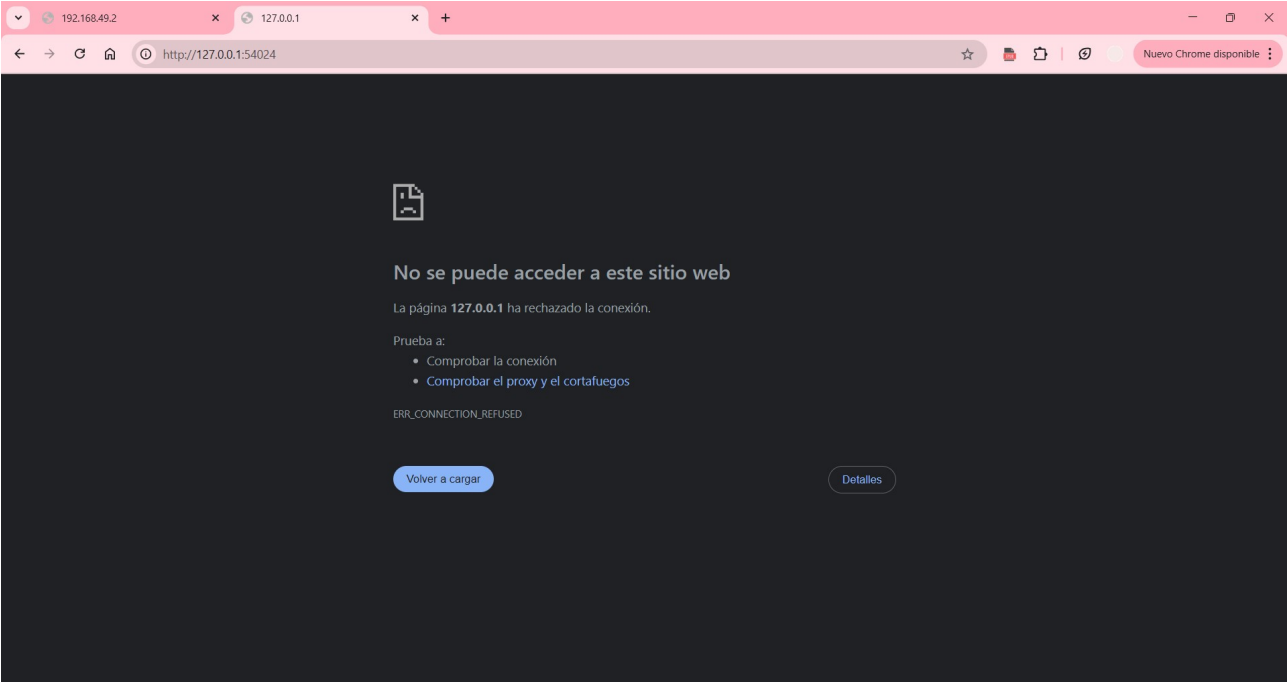 192.168.49.2
127.0.0.1
http://127.0.0.1:54024
Nuevo Chrome disponible
No se puede acceder a este sitio web
La página 127.0.0.1 ha rechazado la conexión.
Prueba a:
• Comprobar la conexión
• Comprobar el proxy y el cortafuegos
ERR_CONNECTION_REFUSED
Volver a cargar
Detalles